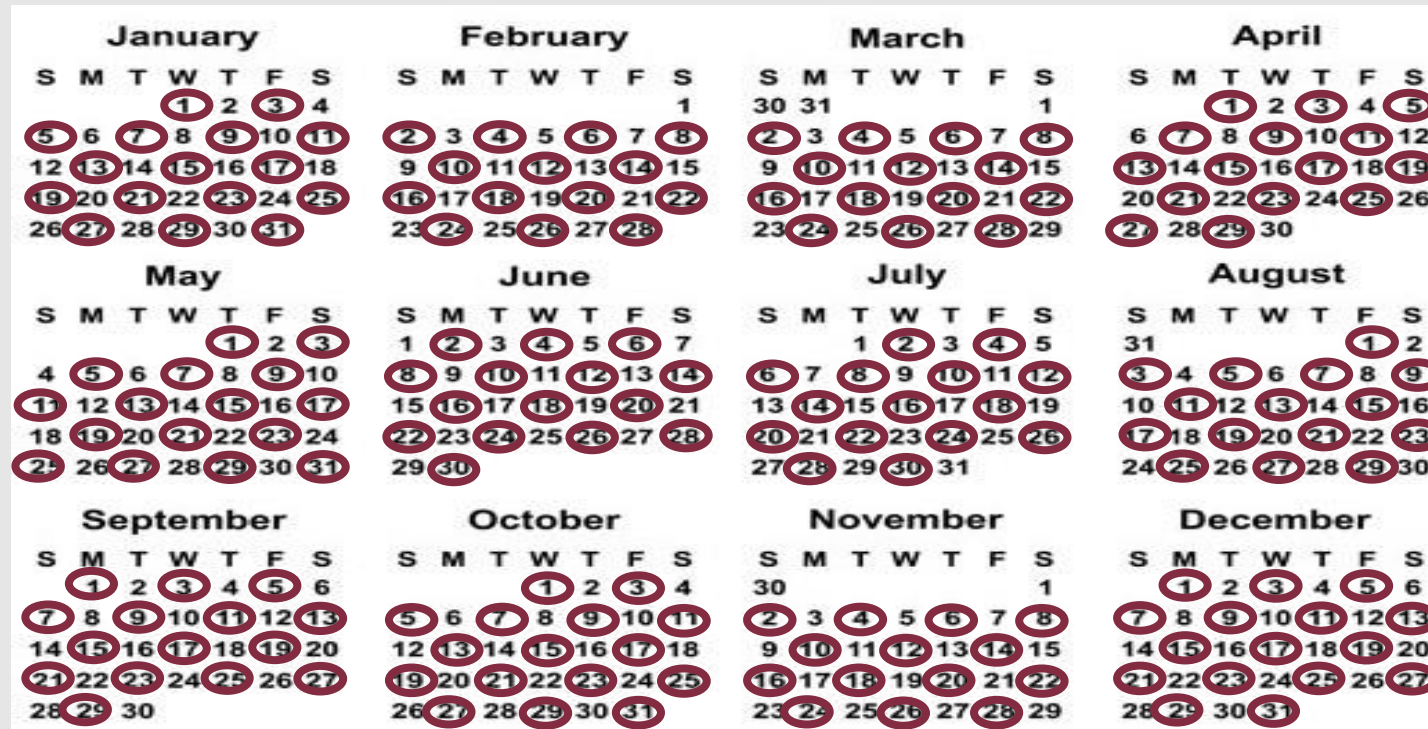 January February March April
S M T W T F S S M T W T F S S M T W T F S S M T W T F S
1 2 3 4 1 30 31 1 1 2 3 4 5
5 6 7 8 9 10 11 2 3 4 5 6 7 8 2 3 4 5 6 7 8 6 7 8 9 10 11 12
12 13 14 15 16 17 18 9 10 11 12 13 14 15 9 10 11 12 13 14 15 13 14 15 16 17 18 19
19 20 21 22 23 24 25 16 17 18 19 20 21 22 16 17 18 19 20 21 22 20 21 22 23 24 25 26
26 27 28 29 30 31 23 24 25 26 27 28 23 24 25 26 27 28 29 27 28 29 30
May June July August
S M T W T F S S M T W T F S S M T W T F S S M T W T F S
1 2 3 1 2 3 4 5 6 7 1 2 3 4 5 31 1 2
4 5 6 7 8 9 10 8 9 10 11 12 13 14 6 7 8 9 10 11 12 3 4 5 6 7 8 9
11 12 13 14 15 16 17 15 16 17 18 19 20 21 13 14 15 16 17 18 19 10 11 12 13 14 15 16
18 19 20 21 22 23 24 22 23 24 25 26 27 28 20 21 22 23 24 25 26 17 18 19 20 21 22 23
25 26 27 28 29 30 31 29 30 27 28 29 30 31 24 25 26 27 28 29 30
September October November December
S M T W T F S S M T W T F S S M T W T F S S M T W T F S
1 2 3 4 5 6 1 2 3 4 30 1 1 2 3 4 5 6
7 8 9 10 11 12 13 5 6 7 8 9 10 11 2 3 4 5 6 7 8 7 8 9 10 11 12 13
14 15 16 17 18 19 20 12 13 14 15 16 17 18 9 10 11 12 13 14 15 14 15 16 17 18 19 20
21 22 23 24 25 26 27 19 20 21 22 23 24 25 16 17 18 19 20 21 22 21 22 23 24 25 26 27
28 29 30 26 27 28 29 30 31 23 24 25 26 27 28 29 28 29 30 31